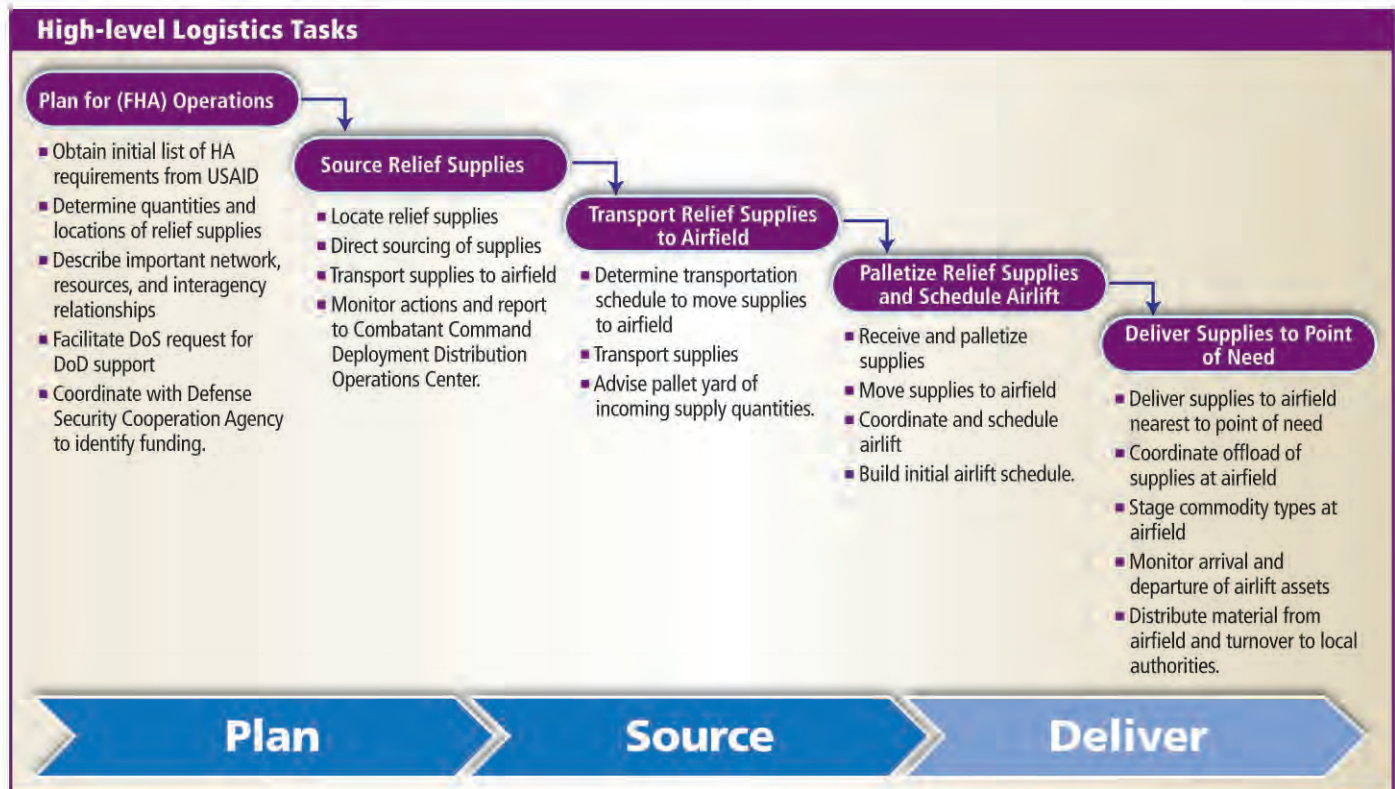 High-level Logistics Tasks
Plan for (FHA) Operations
■ Obtain initial list of HA
requirements from USAID
■ Determine quantities and
locations of relief supplies
■ Describe important network,
resources, and interagency
relationships
■ Facilitate DoS request for
DoD support
■ Coordinate with Defense
Security Cooperation Agency
to identify funding.
Source Relief Supplies
■ Locate relief supplies
■ Direct sourcing of supplies
■ Transport supplies to airfield
■ Monitor actions and report
to Combatant Command
Deployment Distribution
Operations Center.
Transport Relief Supplies
to Airfield
■ Determine transportation
schedule to move supplies
to airfield
■ Transport supplies
■ Advise pallet yard of
incoming supply quantities.
Palletize Relief Supplies
and Schedule Airlift
■ Receive and palletize
supplies
■ Move supplies to airfield
■ Coordinate and schedule
airlift
■ Build initial airlift schedule.
Deliver Supplies to Point
of Need
■ Deliver supplies to airfield
nearest to point of need
■ Coordinate offload of
supplies at airfield
■ Stage commodity types at
airfield
■ Monitor arrival and
departure of airlift assets
■ Distribute material from
airfield and turnover to local
authorities.
Plan
Source
Deliver